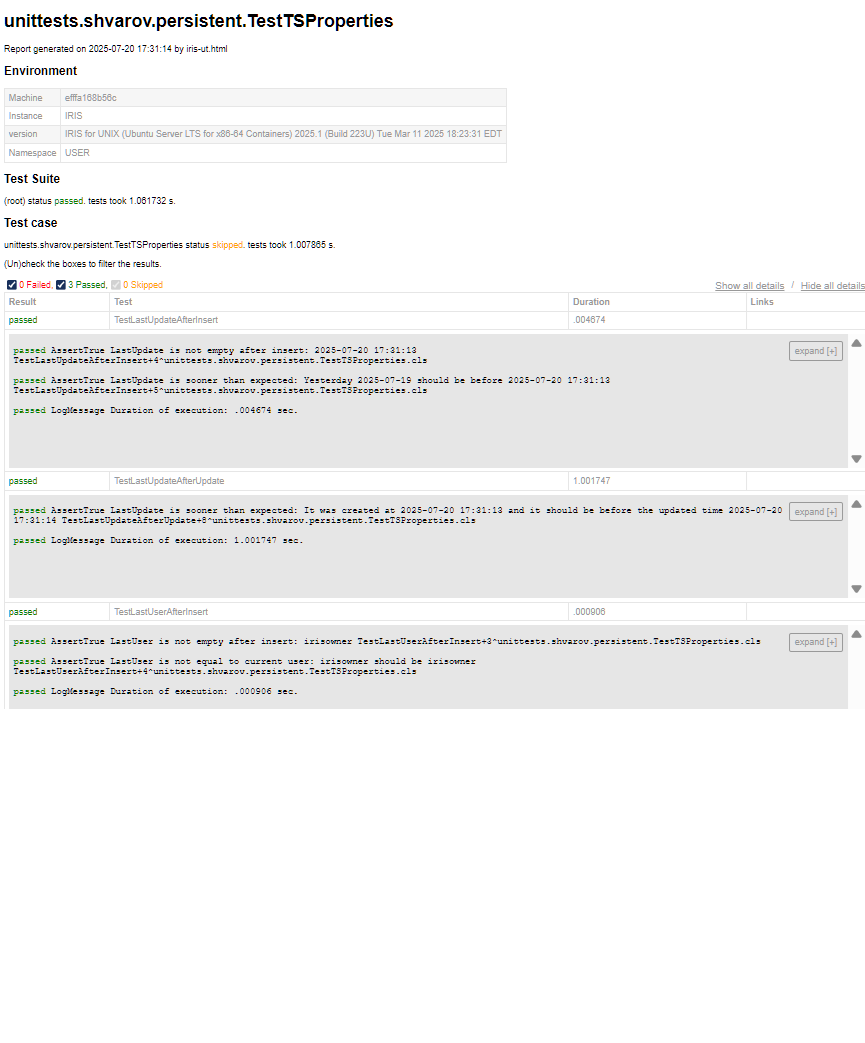 unittests.shvarov.persistent.TestTSProperties
Report generated on 2025-07-20 17:31:14 by iris-ut.html
Environment
Machine efffa168b56c
Instance IRIS
version IRIS for UNIX (Ubuntu Server LTS for x86-64 Containers) 2025.1 (Build 223U) Tue Mar 11 2025 18:23:31 EDT
Namespace USER
Test Suite
(root) status passed. tests took 1.061732 s.
Test case
unittests.shvarov.persistent.TestTSProperties status skipped. tests took 1.007865 s.
(Un)check the boxes to filter the results.
0 Failed, 3 Passed, 0 Skipped Show all details / Hide all details
Result Test Duration Links
passed TestLastUpdateAfterInsert .004674
passed AssertTrue LastUpdate is not empty after insert: 2025-07-20 17:31:13 expand [+]
TestLastUpdateAfterInsert+4^unittests.shvarov.persistent.TestTSProperties.cls
passed AssertTrue LastUpdate is sooner than expected: Yesterday 2025-07-19 should be before 2025-07-20 17:31:13
TestLastUpdateAfterInsert+5^unittests.shvarov.persistent.TestTSProperties.cls
passed LogMessage Duration of execution: .004674 sec.
passed TestLastUpdateAfterUpdate 1.001747
passed AssertTrue LastUpdate is sooner than expected: It was created at 2025-07-20 17:31:13 and it should be before the updated time 2025-07-20 expand [+]
17:31:14 TestLastUpdateAfterUpdate+8^unittests.shvarov.persistent.TestTSProperties.cls
passed LogMessage Duration of execution: 1.001747 sec.
passed TestLastUserAfterInsert .000906
passed AssertTrue LastUser is not empty after insert: irisowner TestLastUserAfterInsert+3^unittests.shvarov.persistent.TestTSProperties.cls expand [+]
passed AssertTrue LastUser is not equal to current user: irisowner should be irisowner
TestLastUserAfterInsert+4^unittests.shvarov.persistent.TestTSProperties.cls
passed LogMessage Duration of execution: .000906 sec.